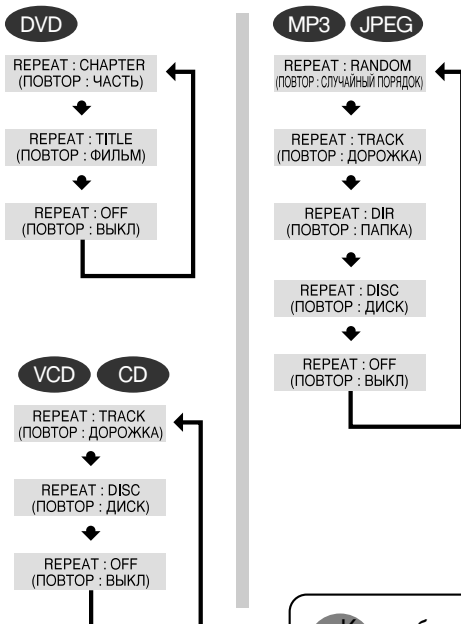 DVD
REPEAT : CHAPTER
(ПОВТОР : ЧАСТЬ)
REPEAT : TITLE
(ПОВТОР : ФИЛЬМ)
REPEAT : OFF
(ПОВТОР : ВЫКЛ)
VCD CD
REPEAT : TRACK
(ПОВТОР : ДОРОЖКА)
REPEAT : DISC
(ПОВТОР : ДИСК)
REPEAT : OFF
(ПОВТОР : ВЫКЛ)
MP3 JPEG
REPEAT : RANDOM
(ПОВТОР : СЛУЧАЙНЫЙ ПОРЯДОК)
REPEAT : TRACK
(ПОВТОР : ДОРОЖКА)
REPEAT : DIR
(ПОВТОР : ПАПКА)
REPEAT : DISC
(ПОВТОР : ДИСК)
REPEAT : OFF
(ПОВТОР : ВЫКЛ)